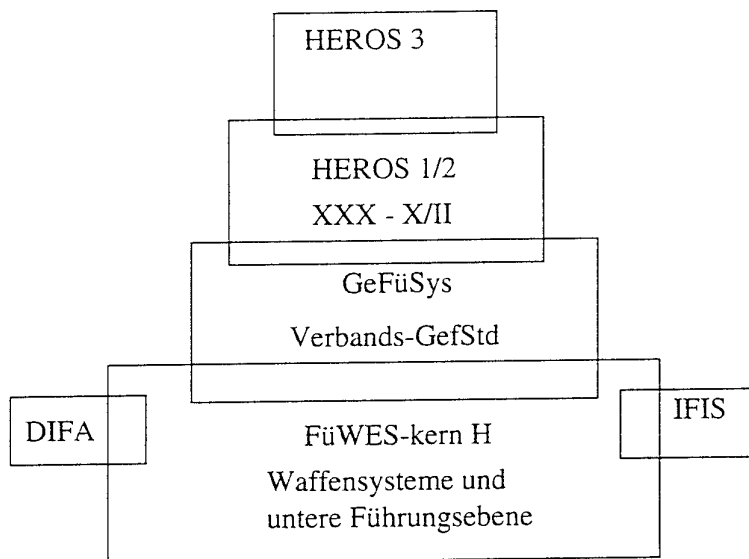 HEROS 3
HEROS 1/2
XXX - X/II
GeFüSys
Verbands-GefStd
DIFA
IFIS
FüWES-kern H
Waffensysteme und
untere Führungsebene